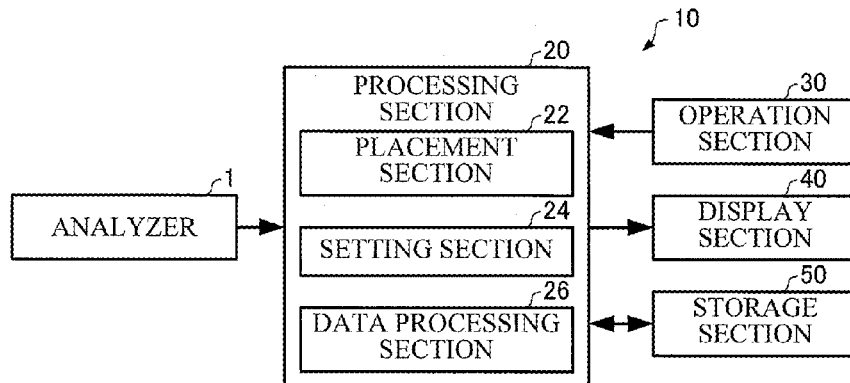 10
20
PROCESSING
SECTION
22
PLACEMENT
SECTION
24
SETTING SECTION
26
DATA PROCESSING
SECTION
1
ANALYZER
30
OPERATION
SECTION
40
DISPLAY
SECTION
50
STORAGE
SECTION